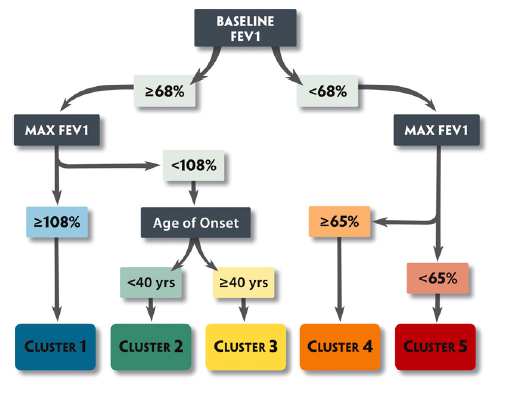 BASELINE
FEV1
≥68%
<68%
MAX FEV1
MAX FEV1
<108%
≥108%
Age of Onset
≥65%
<40 yrs
≥40 yrs
<65%
CLUSTER 1
CLUSTER 2
CLUSTER 3
CLUSTER 4
CLUSTER 5